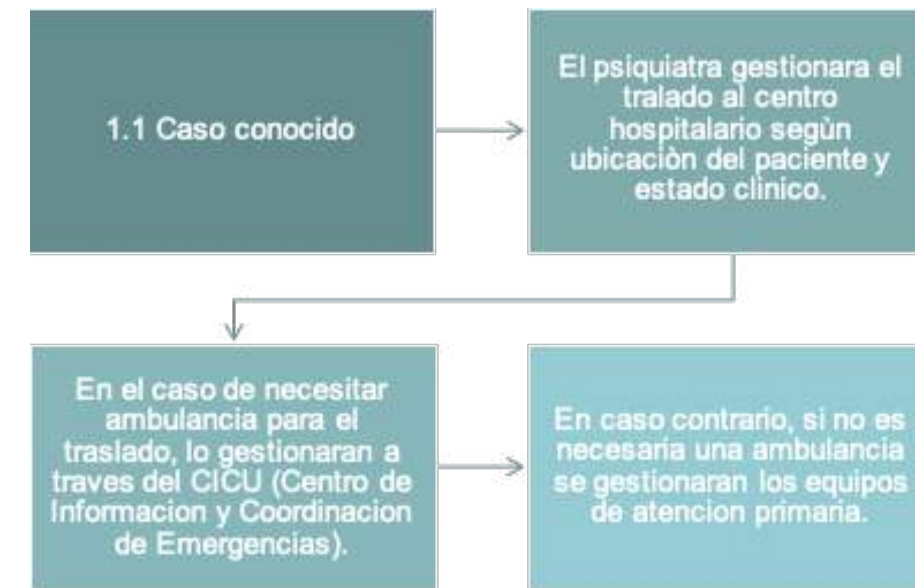 1.1 Caso conocido
El psiquiatra gestionara el
tralado al centro
hospitalario segùn
ubicaciòn del paciente y
estado clinico.
En el caso de necesitar
ambulancia para el
traslado, lo gestionaran a
traves del CICU (Centro de
Informacion y Coordinacion
de Emergencias).
En caso contrario, si no es
necesaria una ambulancia
se gestionaran los equipos
de atencion primaria.